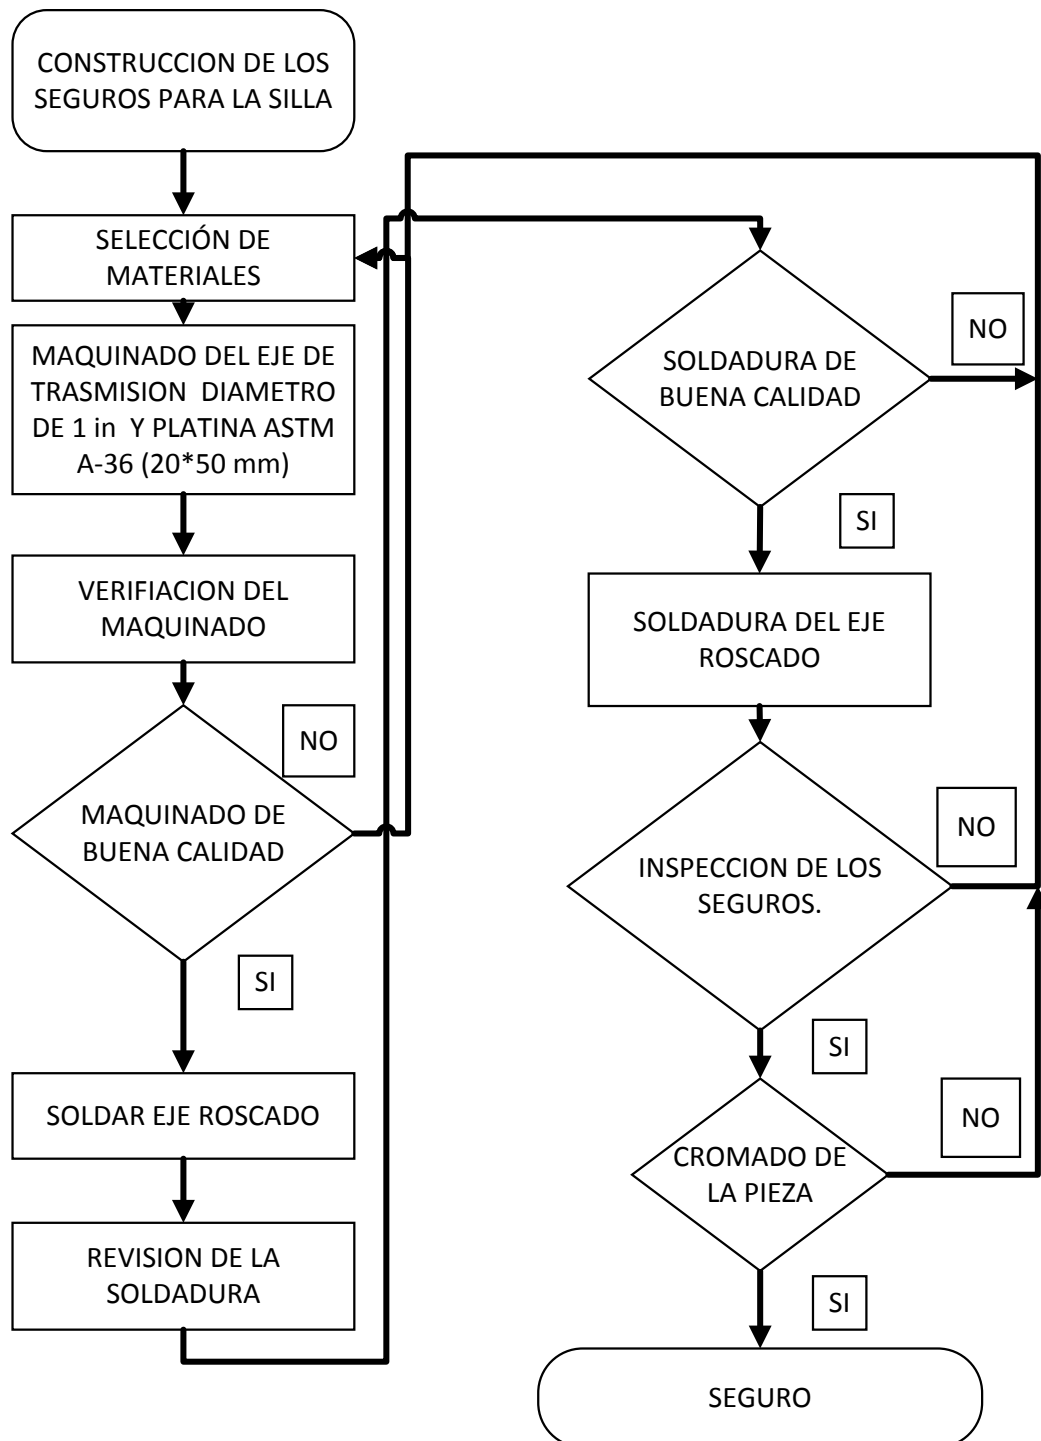 CONSTRUCCION DE LOS
SEGUROS PARA LA SILLA
SELECCIÓN DE
MATERIALES
MAQUINADO DEL EJE DE
TRASMISION DIAMETRO
DE 1 in Y PLATINA ASTM
A-36 (20*50 mm)
VERIFIACION DEL
MAQUINADO
NO
MAQUINADO DE
BUENA CALIDAD
SI
SOLDAR EJE ROSCADO
REVISION DE LA
SOLDADURA
NO
SOLDADURA DE
BUENA CALIDAD
SI
SOLDADURA DEL EJE
ROSCADO
NO
INSPECCION DE LOS
SEGUROS.
SI
NO
CROMADO DE
LA PIEZA
SI
SEGURO